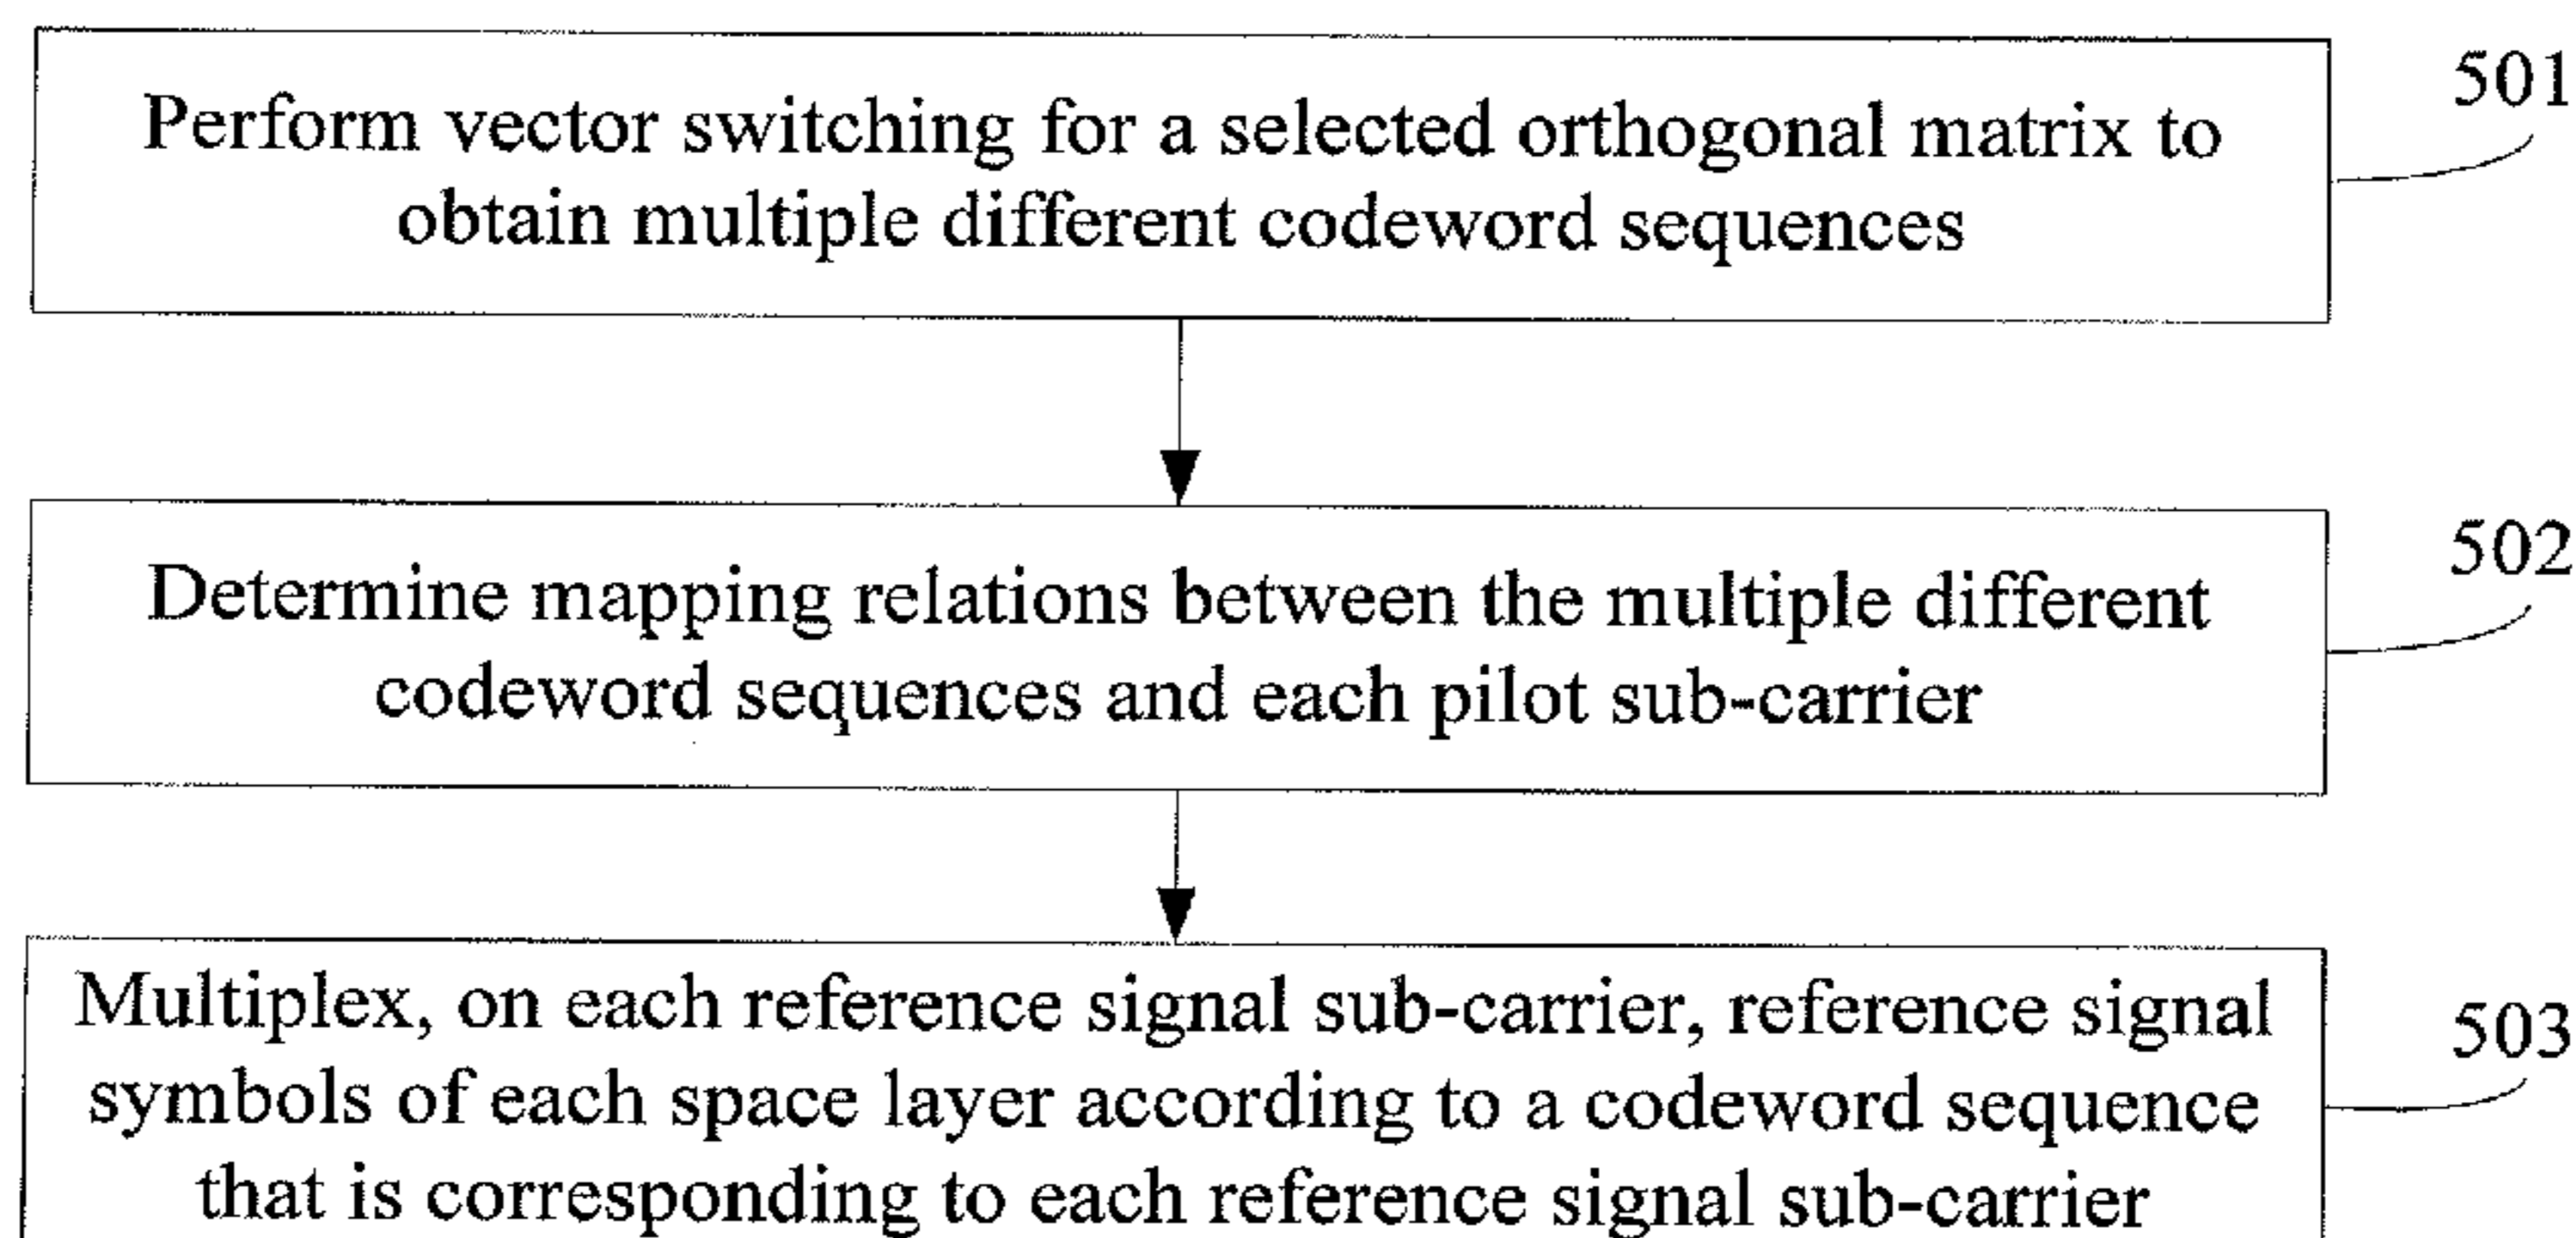 501
Perform vector switching for a selected orthogonal matrix to
obtain multiple different codeword sequences
502
Determine mapping relations between the multiple different
codeword sequences and each pilot sub-carrier
503
Multiplex, on each reference signal sub-carrier, reference signal
symbols of each space layer according to a codeword sequence
that is corresponding to each reference signal sub-carrier